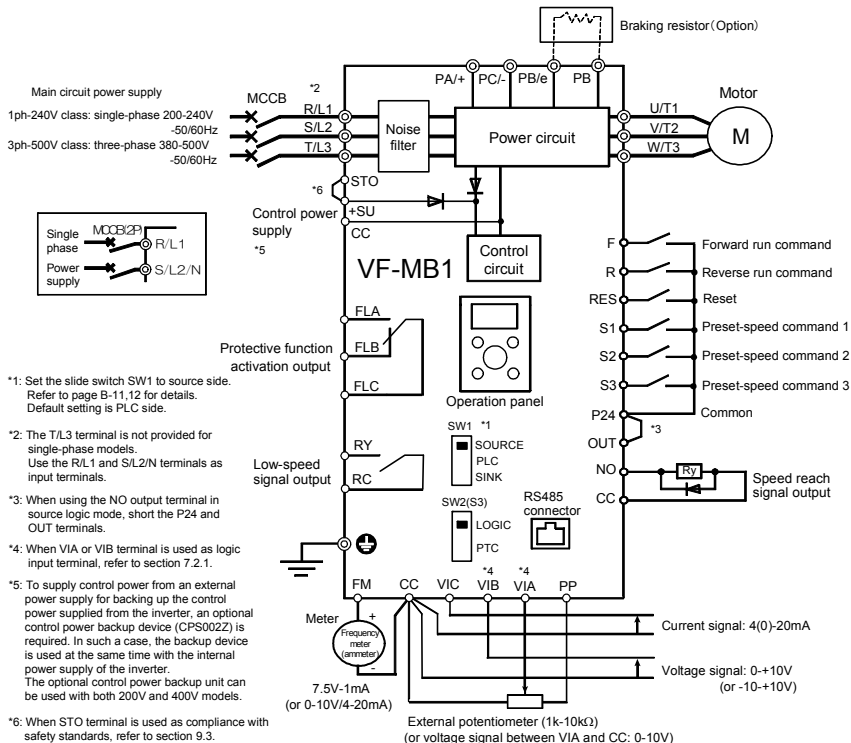 Braking resistor(Option)
PA/+ PC/- PB/e PB
Main circuit power supply
MCCB
*2
Motor
1ph-240V class: single-phase 200-240V
-50/60Hz
3ph-500V class: three-phase 380-500V
-50/60Hz
R/L1
S/L2
T/L3
Noise
filter
Power circuit
U/T1
V/T2
W/T3
M
STO
*6
+SU
Control power
supply
CC
*5
Control
circuit
VF-MB1
Single
phase
Power
supply
MCCB(2P)
R/L1
S/L2/N
F Forward run command
R Reverse run command
RES Reset
S1 Preset-speed command 1
S2 Preset-speed command 2
S3 Preset-speed command 3
P24 Common
*3
OUT
NO
Ry
CC
Speed reach
signal output
FLA
FLB
FLC
Protective function
activation output
Operation panel
RY
RC
Low-speed
signal output
SW1 *1
SOURCE
PLC
SINK
SW2(S3)
LOGIC
PTC
RS485
connector
*1: Set the slide switch SW1 to source side.
Refer to page B-11,12 for details.
Default setting is PLC side.
*2: The T/L3 terminal is not provided for
single-phase models.
Use the R/L1 and S/L2/N terminals as
input terminals.
*3: When using the NO output terminal in
source logic mode, short the P24 and
OUT terminals.
*4: When VIA or VIB terminal is used as logic
input terminal, refer to section 7.2.1.
*5: To supply control power from an external
power supply for backing up the control
power supplied from the inverter, an optional
control power backup device (CPS002Z) is
required. In such a case, the backup device
is used at the same time with the internal
power supply of the inverter.
The optional control power backup unit can
be used with both 200V and 400V models.
*6: When STO terminal is used as compliance with
safety standards, refer to section 9.3.
*4 *4
FM CC VIC VIB VIA PP
Meter
+
Frequency
meter
(ammeter)
-
7.5V-1mA
(or 0-10V/4-20mA)
Current signal: 4(0)-20mA
Voltage signal: 0-+10V
(or -10-+10V)
External potentiometer (1k-10kΩ)
(or voltage signal between VIA and CC: 0-10V)